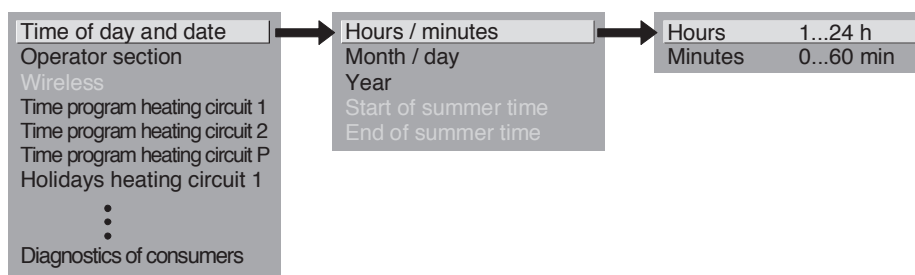 Time of day and date
Operator section
Wireless
Time program heating circuit 1
Time program heating circuit 2
Time program heating circuit P
Holidays heating circuit 1
Diagnostics of consumers
Hours / minutes
Month / day
Year
Start of summer time
End of summer time
Hours 1...24 h
Minutes 0...60 min